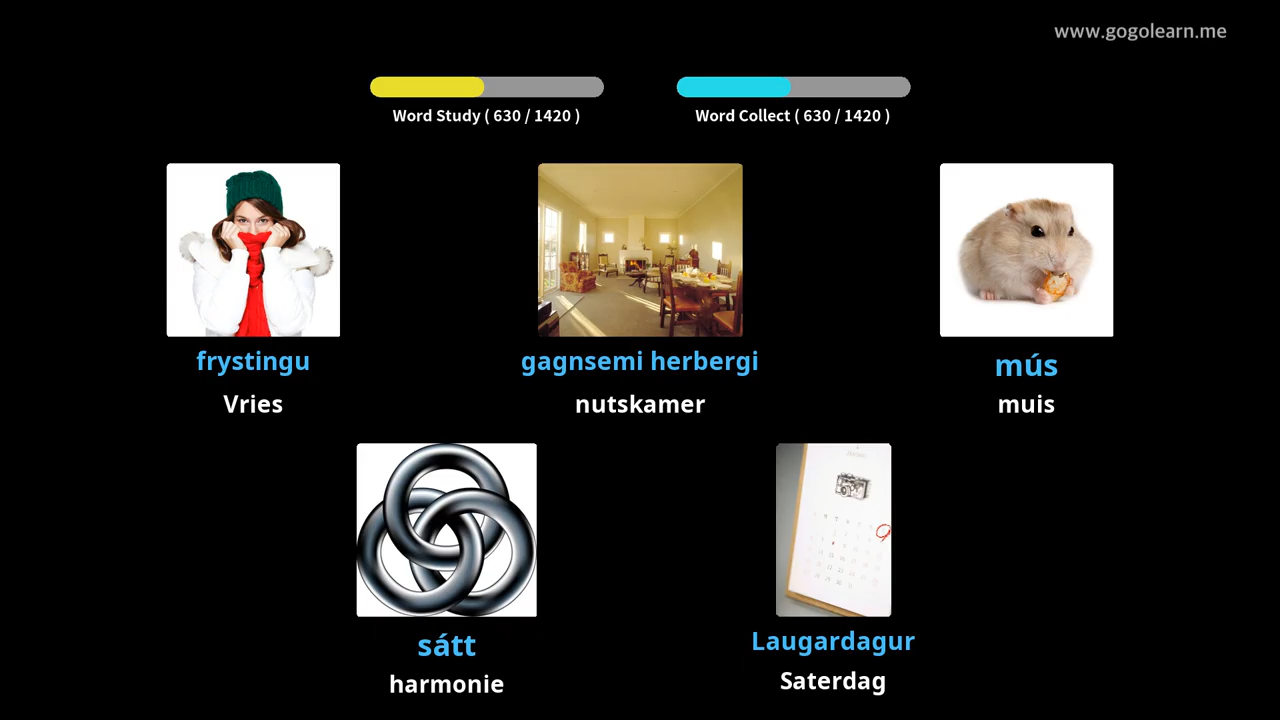 www.gogolearn.me
Word Study ( 630 / 1420 )
Word Collect ( 630 / 1420 )
frystingu
gagnsemi herbergi
mús
Vries
nutskamer
muis
sátt
Laugardagur
harmonie
Saterdag